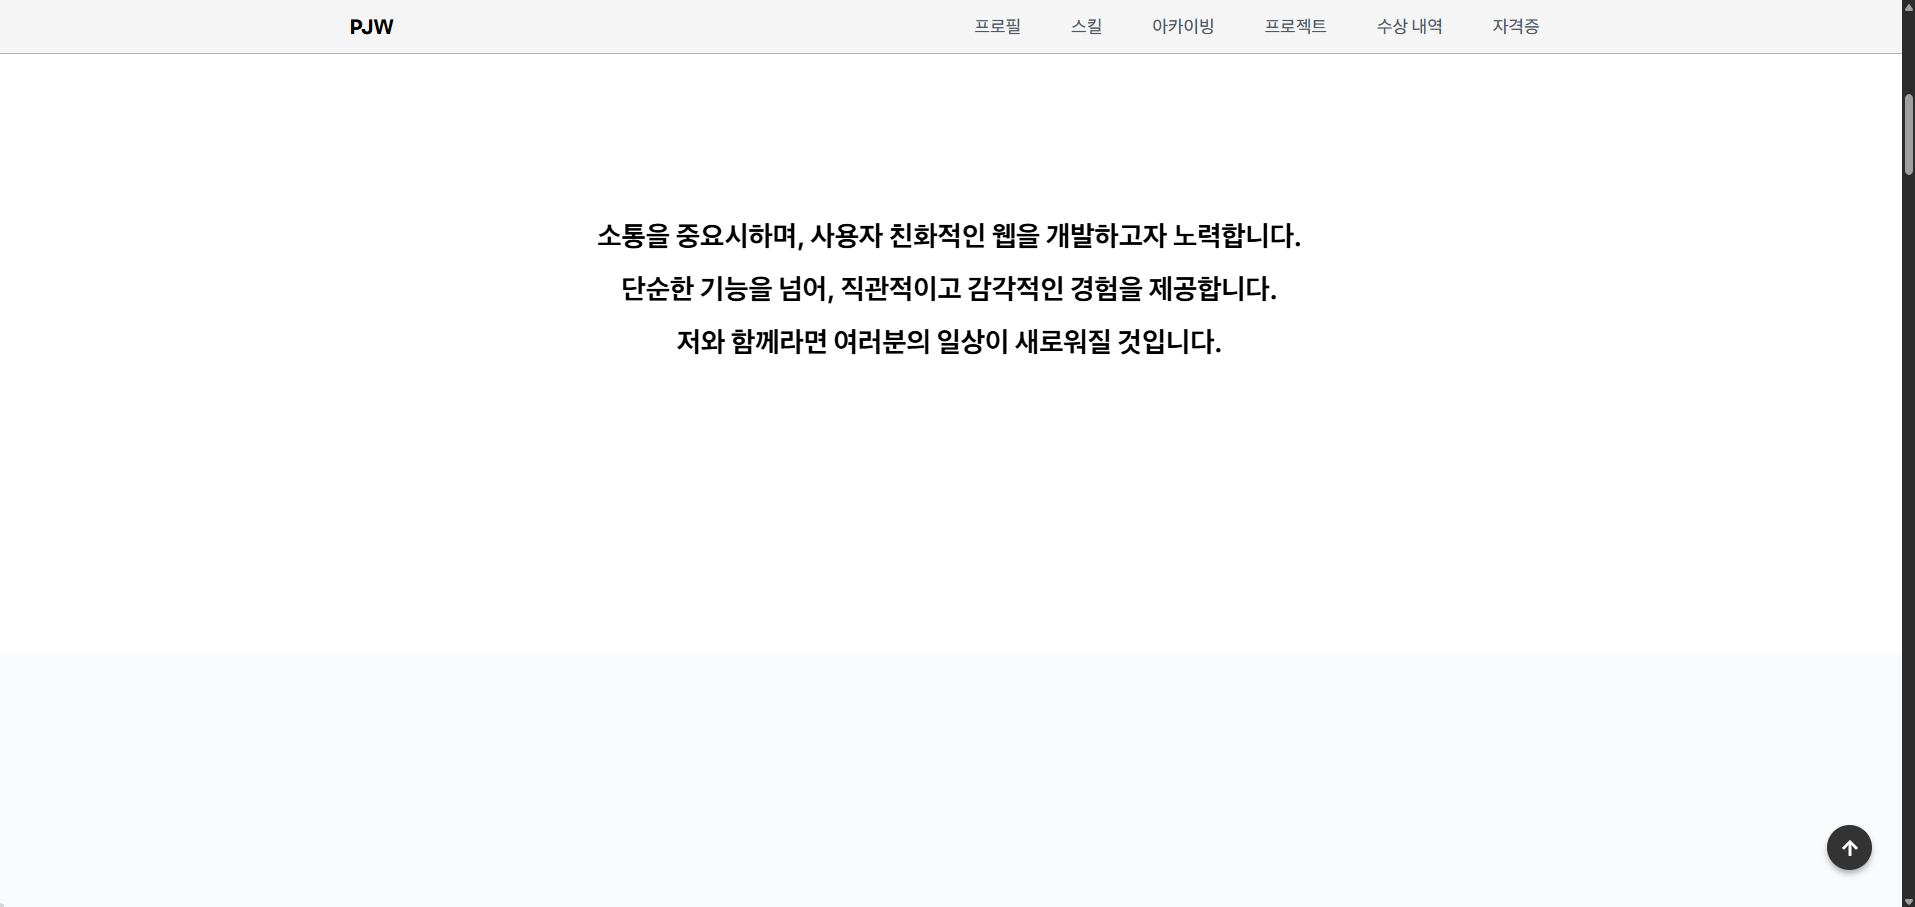 PJW 프로필 스킬 아카이빙 프로젝트 수상 내역 자격증
소통을 중요시하며, 사용자 친화적인 웹을 개발하고자 노력합니다.
단순한 기능을 넘어, 직관적이고 감각적인 경험을 제공합니다.
저와 함께라면 여러분의 일상이 새로워질 것입니다.